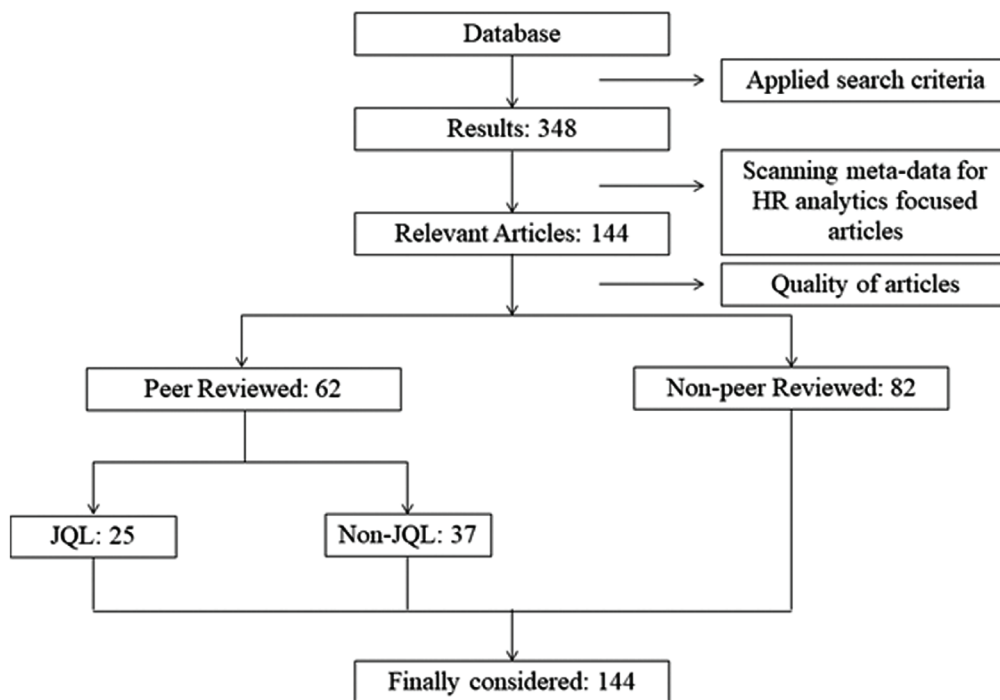 Database
Applied search criteria
Results: 348
Scanning meta-data for
HR analytics focused
articles
Relevant Articles: 144
Quality of articles
Peer Reviewed: 62
Non-peer Reviewed: 82
JQL: 25
Non-JQL: 37
Finally considered: 144